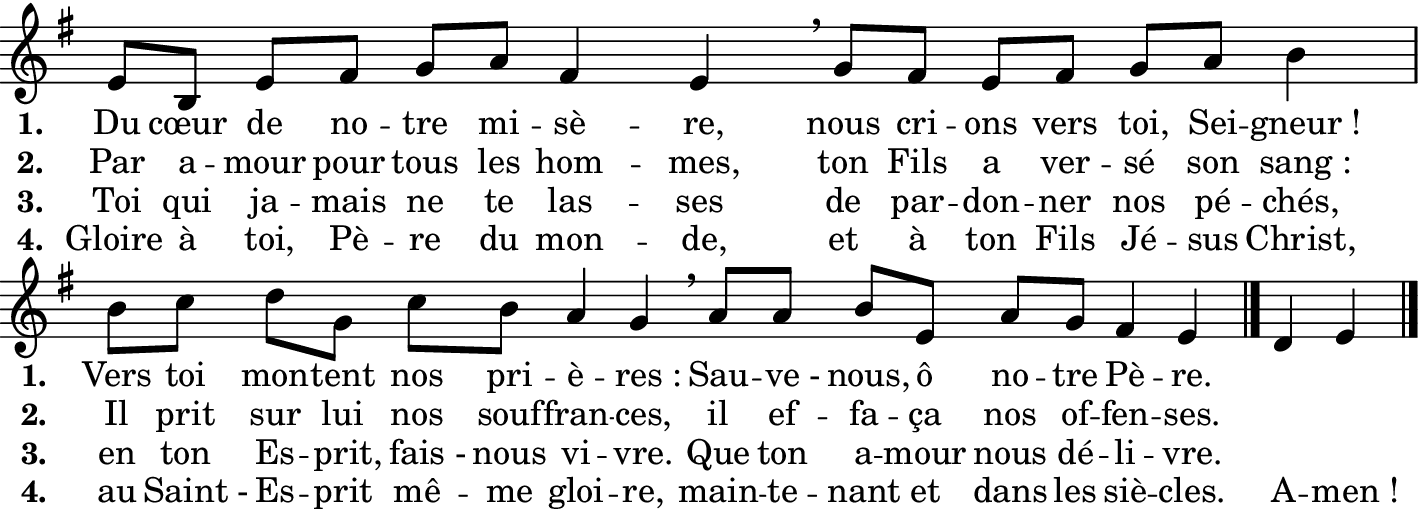 1. Du cœur de no - tre mi - sè - re, nous cri - ons vers toi, Sei - gneur !
2. Par a - mour pour tous les hom - mes, ton Fils a ver - sé son sang :
3. Toi qui ja - mais ne te las - ses de par - don - ner nos pé - chés,
4. Gloire à toi, Pè - re du mon - de, et à ton Fils Jé - sus Christ,
1. Vers toi montent nos pri - è - res : Sau - ve - nous, ô no - tre Pè - re.
2. Il prit sur lui nos souffran - ces, il ef - fa - ça nos of - fen - ses.
3. en ton Es - prit, fais - nous vi - vre. Que ton a - mour nous dé - li - vre.
4. au Saint - Es - prit mê - me gloi - re, main - te - nant et dans les siè - cles. A - men !